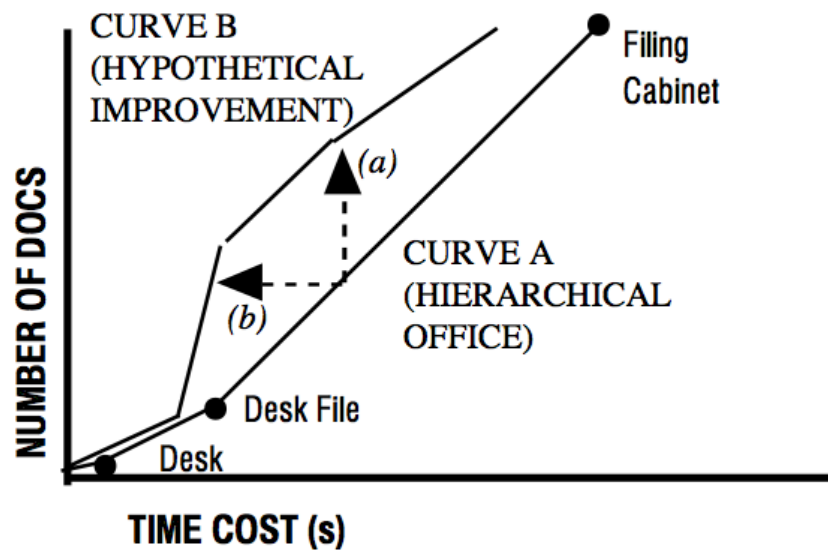 CURVE B
(HYPOTHETICAL
IMPROVEMENT)
Filing
Cabinet
(a)
CURVE A
(HIERARCHICAL
OFFICE)
(b)
Desk File
Desk
NUMBER OF DOCS
TIME COST (s)